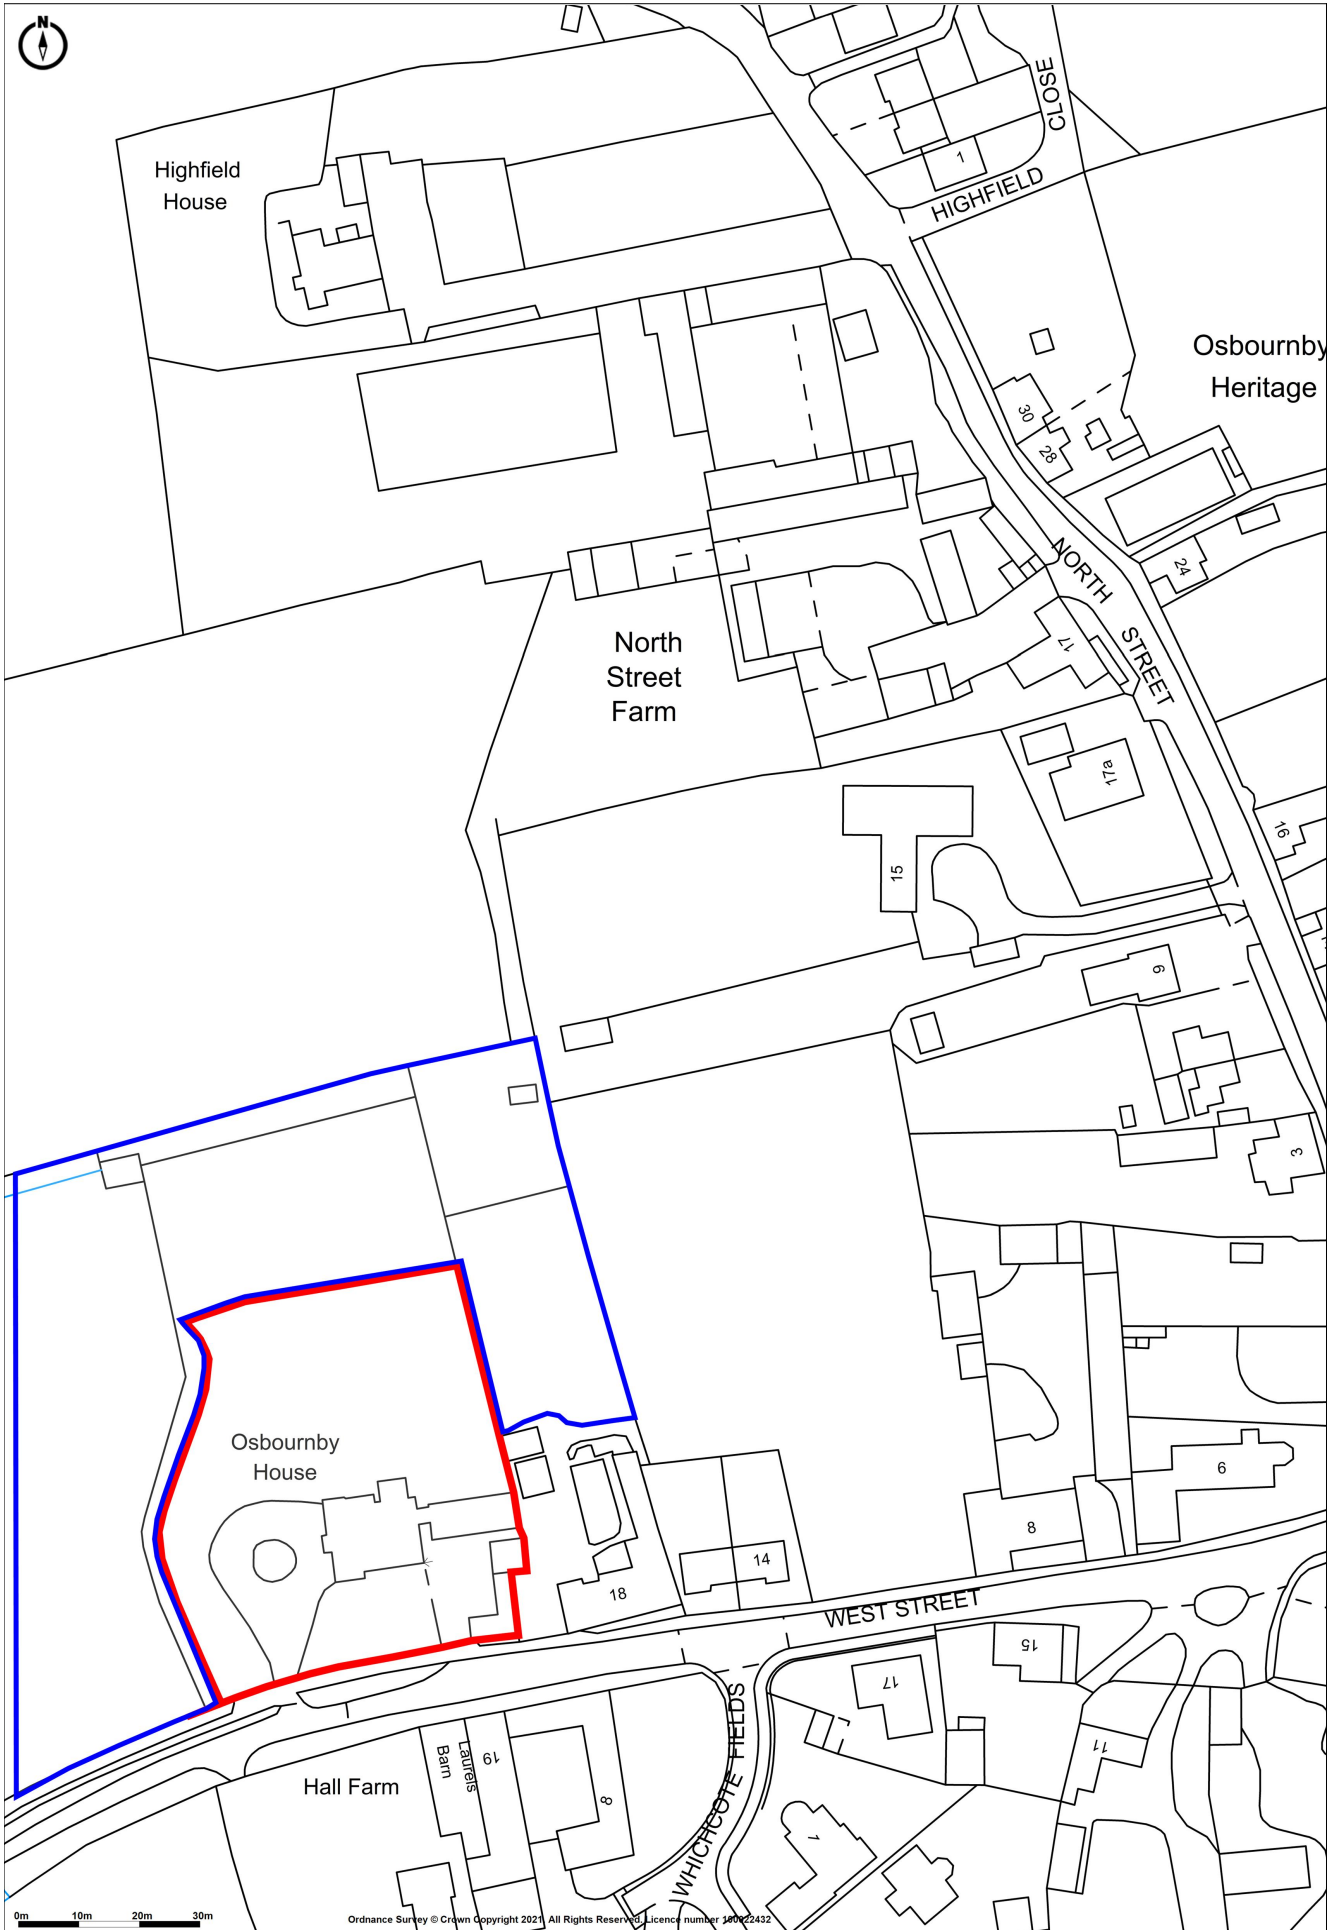 N
CLOSE
1
HIGHFIELD
Highfield
House
Osbournby
Heritage
30
28
24
NORTH STREET
17
North
Street
Farm
17a
16
15
9
3
Osbournby
House
6
8
14
18
WEST STREET
15
17
11
WHICHCOTE FIELDS
Laurels
Barn
19
8
7
Hall Farm
0m 10m 20m 30m
Ordnance Survey © Crown Copyright 2021. All Rights Reserved. Licence number 100022432